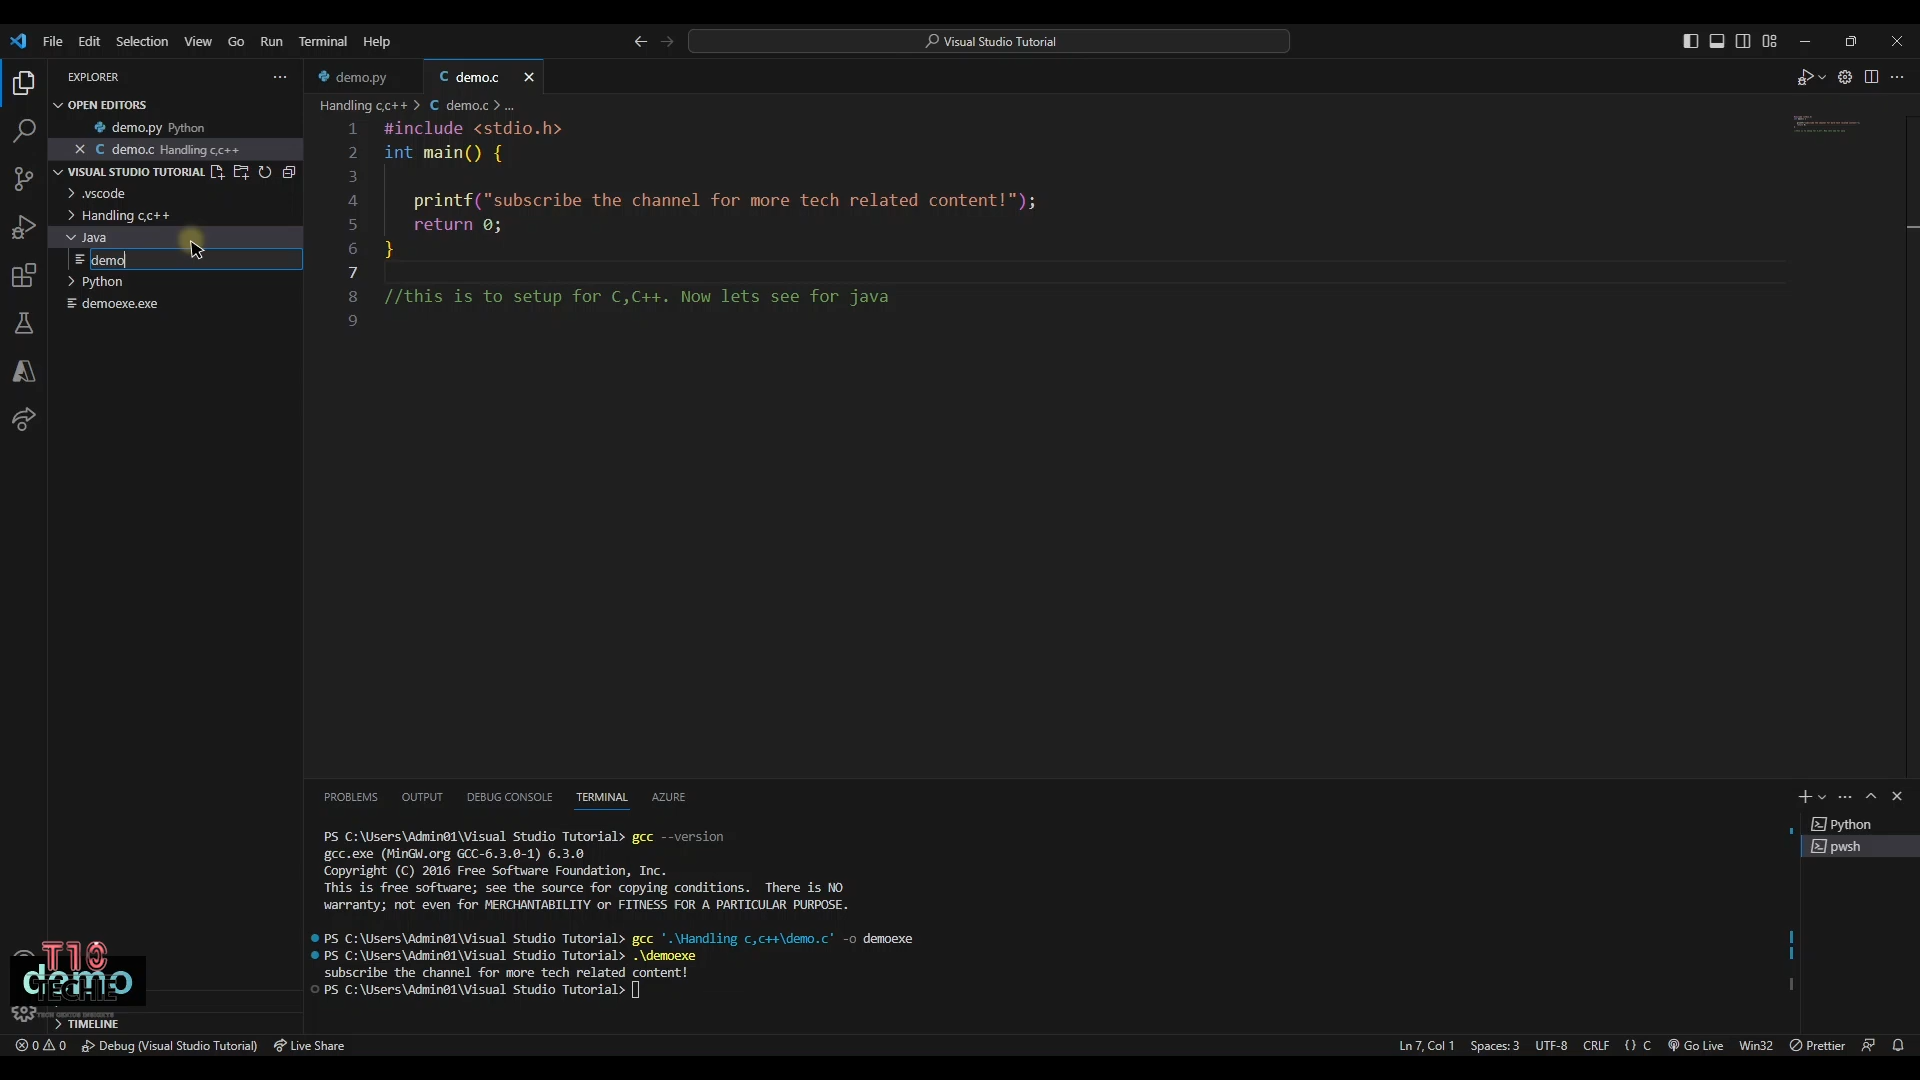 File Edit Selection View Go Run Terminal Help
Visual Studio Tutorial
EXPLORER
OPEN EDITORS
demo.py Python
C demo.c Handling c,c++
VISUAL STUDIO TUTORIAL
.vscode
Handling c,c++
Java
demo
Python
demoexe.exe
TIMELINE
demo.py
C demo.c
Handling c,c++ > C demo.c > ...
1 #include <stdio.h>
2 int main() {
3
4 printf("subscribe the channel for more tech related content!");
5 return 0;
6 }
7
8 //this is to setup for C,C++. Now lets see for java
9
PROBLEMS OUTPUT DEBUG CONSOLE TERMINAL AZURE
PS C:\Users\Admin01\Visual Studio Tutorial> gcc --version
gcc.exe (MinGW.org GCC-6.3.0-1) 6.3.0
Copyright (C) 2016 Free Software Foundation, Inc.
This is free software; see the source for copying conditions.  There is NO
warranty; not even for MERCHANTABILITY or FITNESS FOR A PARTICULAR PURPOSE.
PS C:\Users\Admin01\Visual Studio Tutorial> gcc '.\Handling c,c++\demo.c' -o demoexe
PS C:\Users\Admin01\Visual Studio Tutorial> .\demoexe
subscribe the channel for more tech related content!
PS C:\Users\Admin01\Visual Studio Tutorial>
Python
pwsh
T10
demo
TECHIE
TECH GENIUS INSIGHTS
0 0 Debug (Visual Studio Tutorial) Live Share
Ln 7, Col 1 Spaces: 3 UTF-8 CRLF {} C Go Live Win32 Prettier